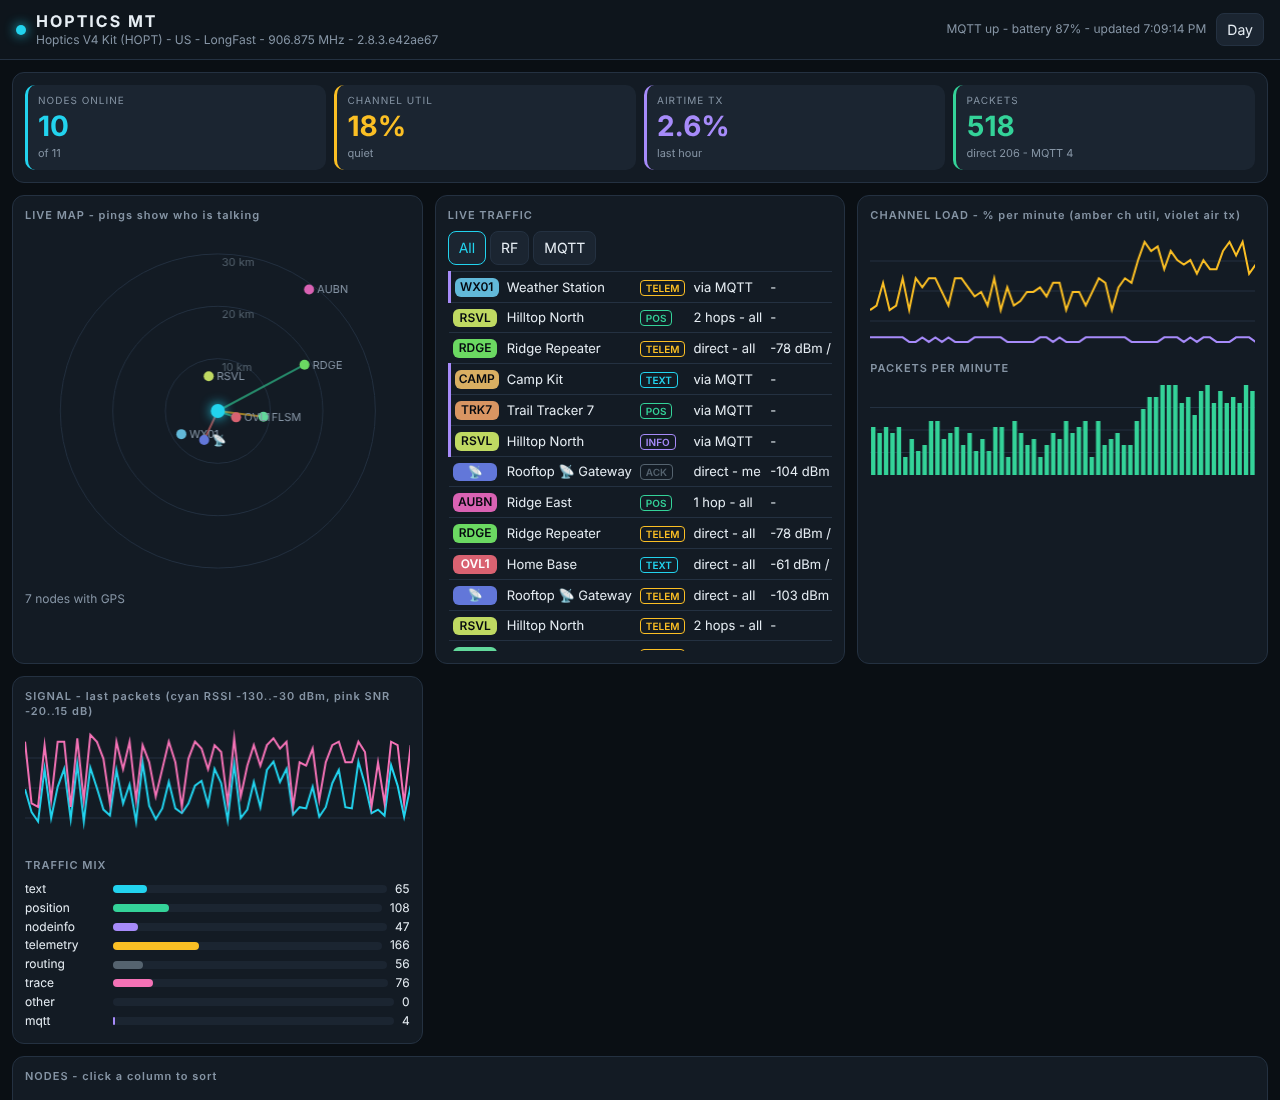 HOPTICS MT
Hoptics V4 Kit (HOPT) - US - LongFast - 906.875 MHz - 2.8.3.e42ae67
MQTT up - battery 87% - updated 7:09:14 PM
Day
NODES ONLINE
10
of 11
CHANNEL UTIL
18%
quiet
AIRTIME TX
2.6%
last hour
PACKETS
518
direct 206 - MQTT 4
LIVE MAP - pings show who is talking
30 km
AUBN
20 km
RDGE
10 km
RSVL
FLSM
WX01
📡
7 nodes with GPS
LIVE TRAFFIC
All RF MQTT
WX01 Weather Station TELEM via MQTT -
RSVL Hilltop North POS 2 hops - all -
RDGE Ridge Repeater TELEM direct - all -78 dBm /
CAMP Camp Kit TEXT via MQTT -
TRK7 Trail Tracker 7 POS via MQTT -
RSVL Hilltop North INFO via MQTT -
📡 Rooftop 📡 Gateway ACK direct - me -104 dBm
AUBN Ridge East POS 1 hop - all -
RDGE Ridge Repeater TELEM direct - all -78 dBm /
OVL1 Home Base TEXT direct - all -61 dBm /
📡 Rooftop 📡 Gateway TELEM direct - all -103 dBm
RSVL Hilltop North TELEM 2 hops - all -
CHANNEL LOAD - % per minute (amber ch util, violet air tx)
PACKETS PER MINUTE
SIGNAL - last packets (cyan RSSI -130..-30 dBm, pink SNR
-20..15 dB)
TRAFFIC MIX
text 65
position 108
nodeinfo 47
telemetry 166
routing 56
trace 76
other 0
mqtt 4
NODES - click a column to sort